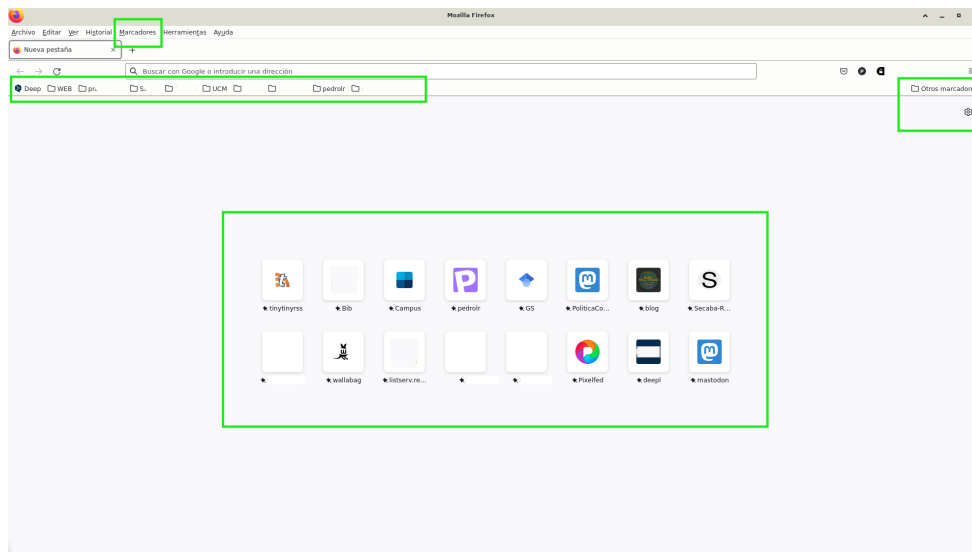 Mozilla Firefox
Archivo Editar Ver Historial Marcadores Herramientas Ayuda
Nueva pestaña
Buscar con Google o introducir una dirección
Deep WEB pr. S. UCM pedrolr Otros marcadore
tinytinyrss Bib Campus pedrolr GS PoliticaCo... blog Secaba-R...
wallabag listserv.re... Pixelfed deepl mastodon